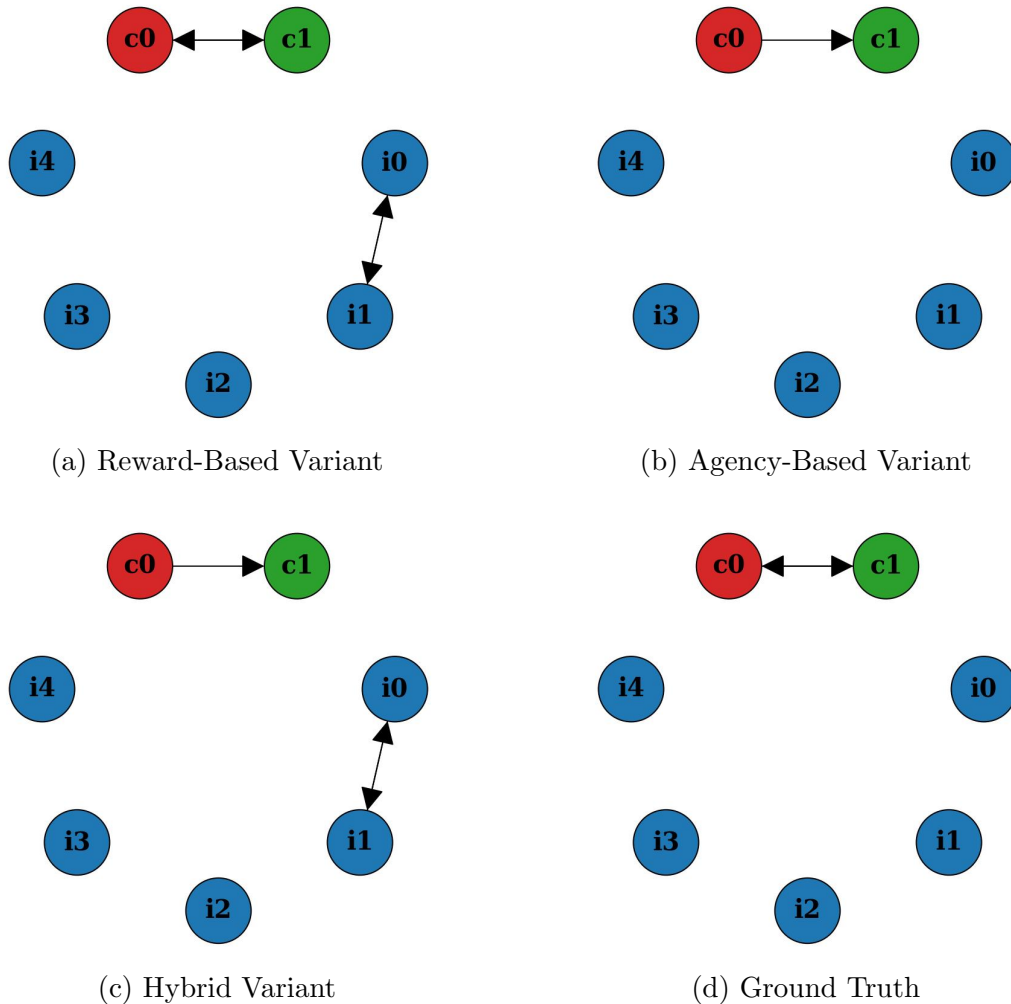 c0 c1
i4 i0
i3 i1
i2
(a) Reward-Based Variant
c0 c1
i4 i0
i3 i1
i2
(b) Agency-Based Variant
c0 c1
i4 i0
i3 i1
i2
(c) Hybrid Variant
c0 c1
i4 i0
i3 i1
i2
(d) Ground Truth